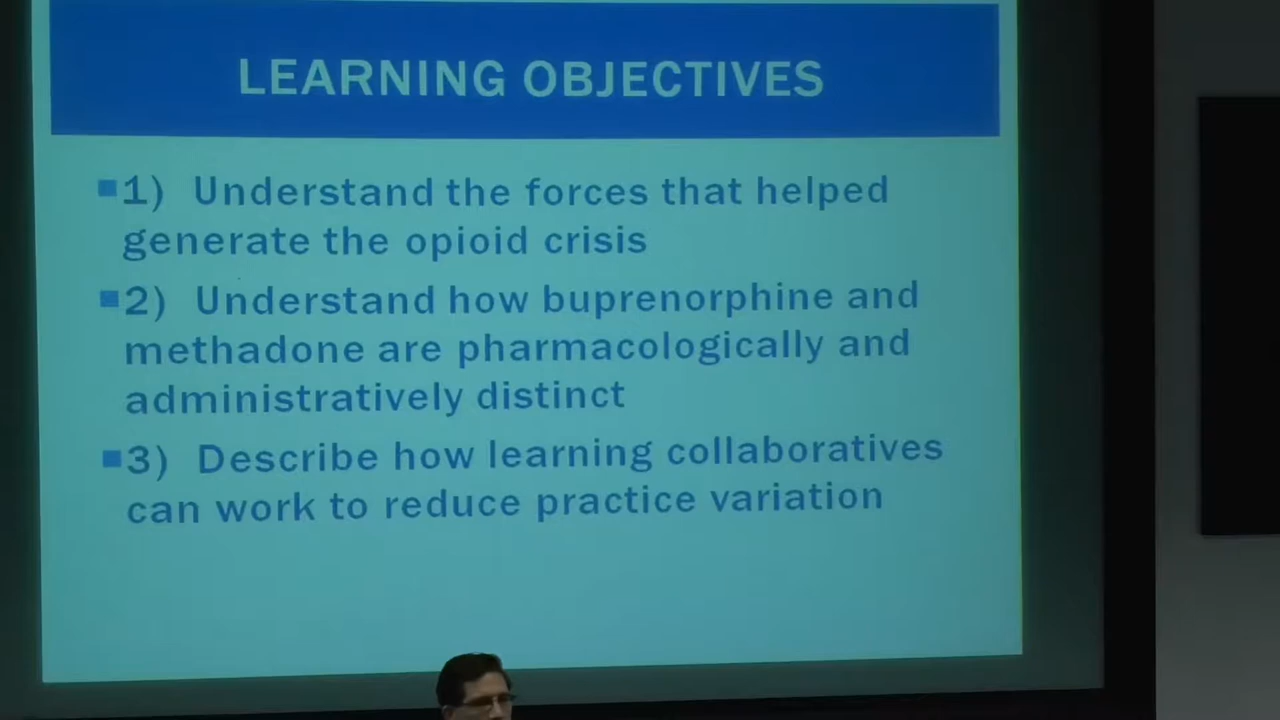 LEARNING OBJECTIVES
1) Understand the forces that helped
generate the opioid crisis
2) Understand how buprenorphine and
methadone are pharmacologically and
administratively distinct
3) Describe how learning collaboratives
can work to reduce practice variation